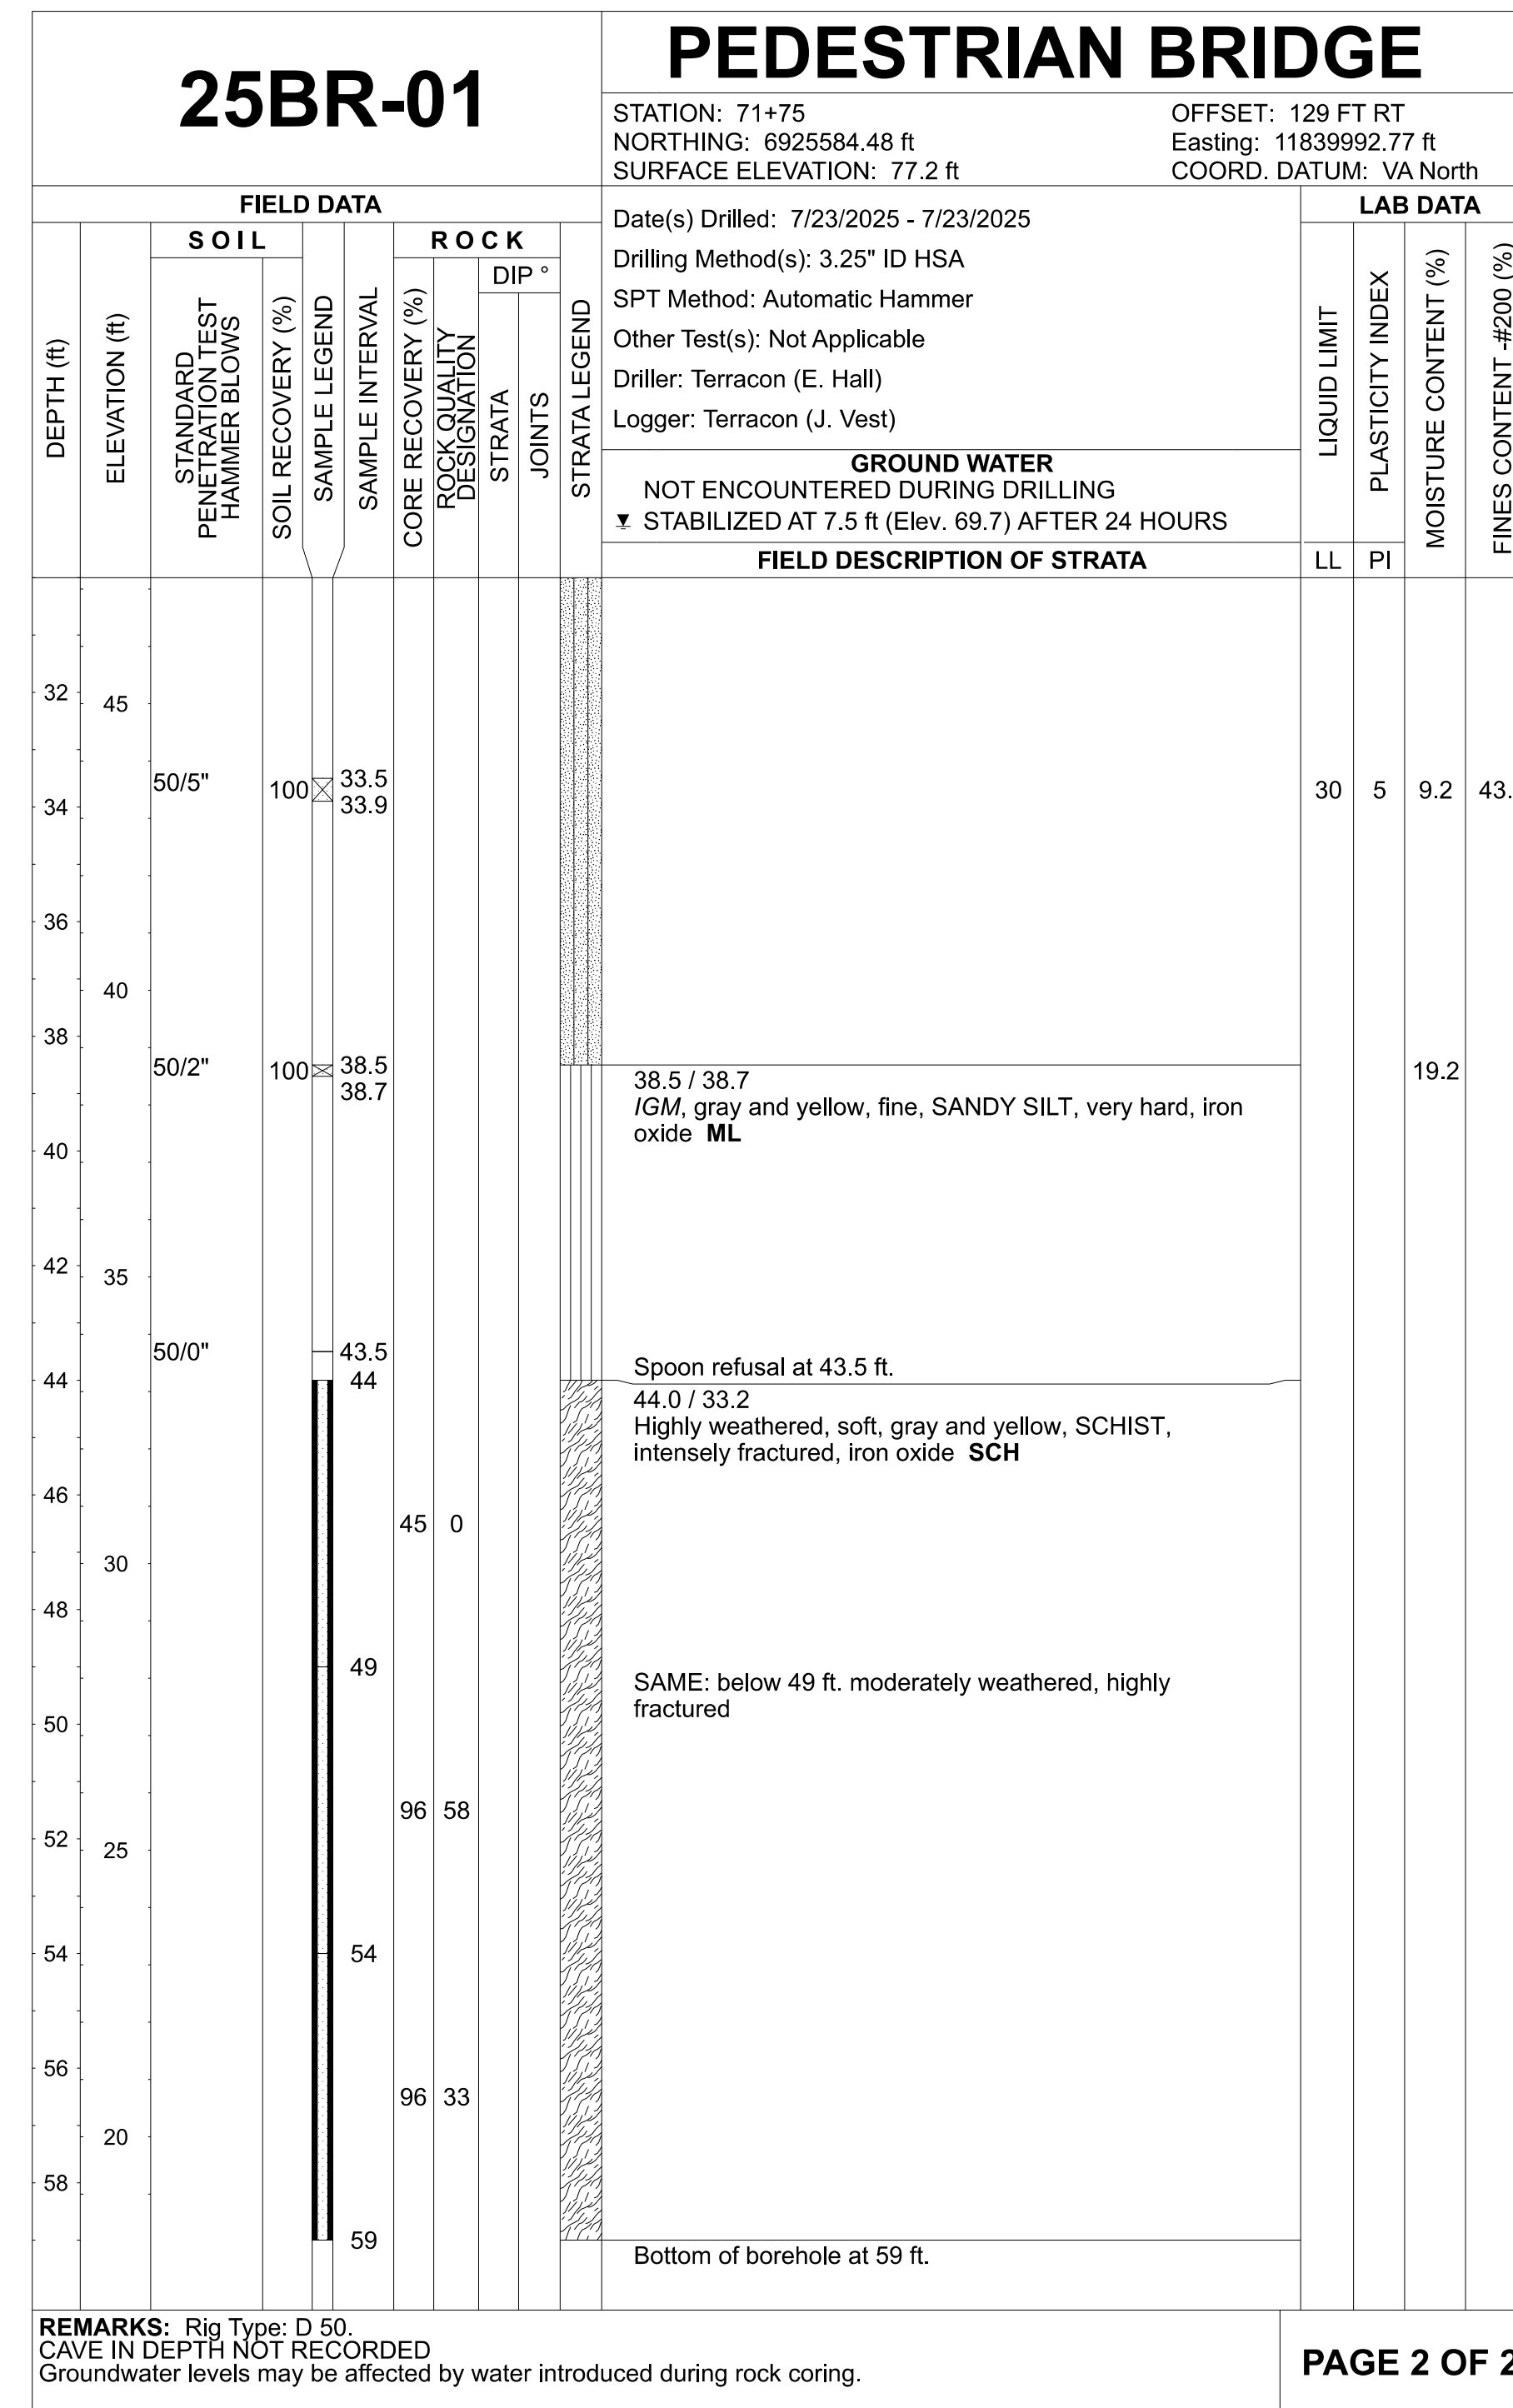 25BR-01
PEDESTRIAN BRIDGE
STATION: 71+75
OFFSET: 129 FT RT
NORTHING: 6925584.48 ft
Easting: 11839992.77 ft
SURFACE ELEVATION: 77.2 ft
COORD. DATUM: VA North
FIELD DATA
LAB DATA
SOIL
ROCK
DIP °
DEPTH (ft)
ELEVATION (ft)
STANDARD
PENETRATION TEST
HAMMER BLOWS
SOIL RECOVERY (%)
SAMPLE LEGEND
SAMPLE INTERVAL
CORE RECOVERY (%)
ROCK QUALITY
DESIGNATION
STRATA
JOINTS
STRATA LEGEND
Date(s) Drilled: 7/23/2025 - 7/23/2025
Drilling Method(s): 3.25" ID HSA
SPT Method: Automatic Hammer
Other Test(s): Not Applicable
Driller: Terracon (E. Hall)
Logger: Terracon (J. Vest)
GROUND WATER
NOT ENCOUNTERED DURING DRILLING
STABILIZED AT 7.5 ft (Elev. 69.7) AFTER 24 HOURS
FIELD DESCRIPTION OF STRATA
LIQUID LIMIT
PLASTICITY INDEX
MOISTURE CONTENT (%)
FINES CONTENT -#200 (%)
LL
PI
32
45
50/5"
100
33.5
33.9
30
5
9.2
43.
34
36
40
38
50/2"
100
38.5
38.7
19.2
38.5 / 38.7
IGM, gray and yellow, fine, SANDY SILT, very hard, iron
oxide ML
40
42
35
50/0"
43.5
Spoon refusal at 43.5 ft.
44
44
44.0 / 33.2
Highly weathered, soft, gray and yellow, SCHIST,
intensely fractured, iron oxide SCH
46
45
0
30
48
49
SAME: below 49 ft. moderately weathered, highly
fractured
50
96
58
52
25
54
54
56
96
33
20
58
59
Bottom of borehole at 59 ft.
REMARKS: Rig Type: D 50.
CAVE IN DEPTH NOT RECORDED
Groundwater levels may be affected by water introduced during rock coring.
PAGE 2 OF 2